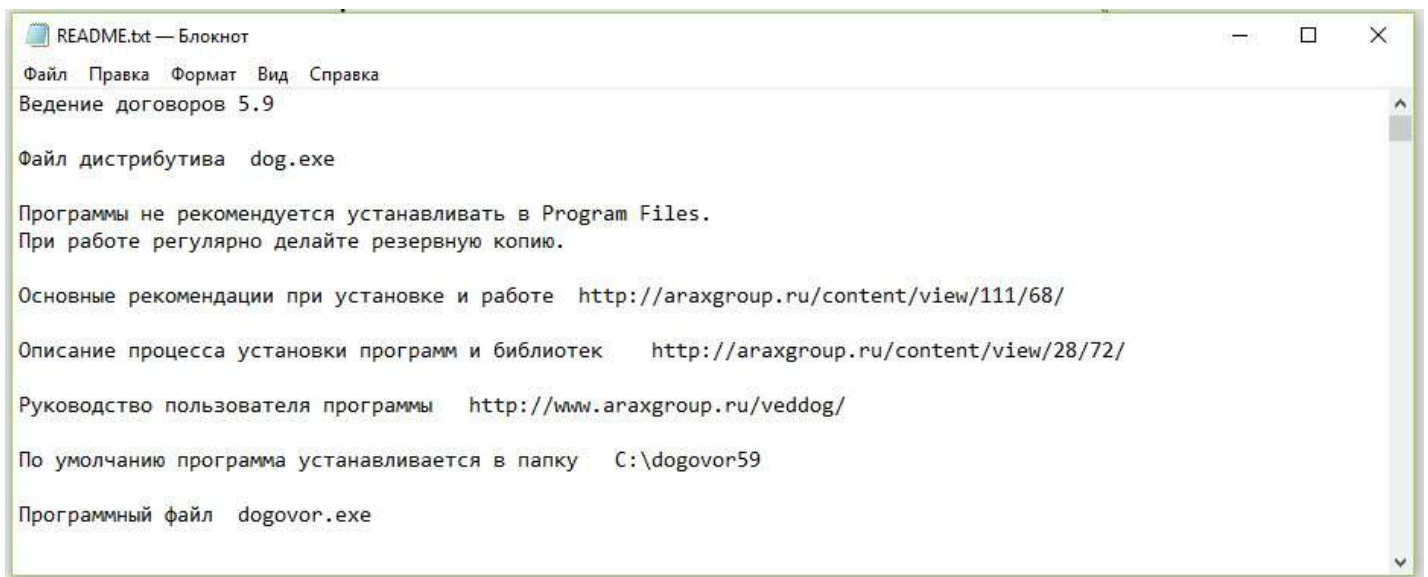 README.txt — Блокнот
Файл Правка Формат Вид Справка
Ведение договоров 5.9
Файл дистрибутива dog.exe
Программы не рекомендуется устанавливать в Program Files.
При работе регулярно делайте резервную копию.
Основные рекомендации при установке и работе http://araxgroup.ru/content/view/111/68/
Описание процесса установки программ и библиотек http://araxgroup.ru/content/view/28/72/
Руководство пользователя программы http://www.araxgroup.ru/veddog/
По умолчанию программа устанавливается в папку C:\dogovor59
Программный файл dogovor.exe